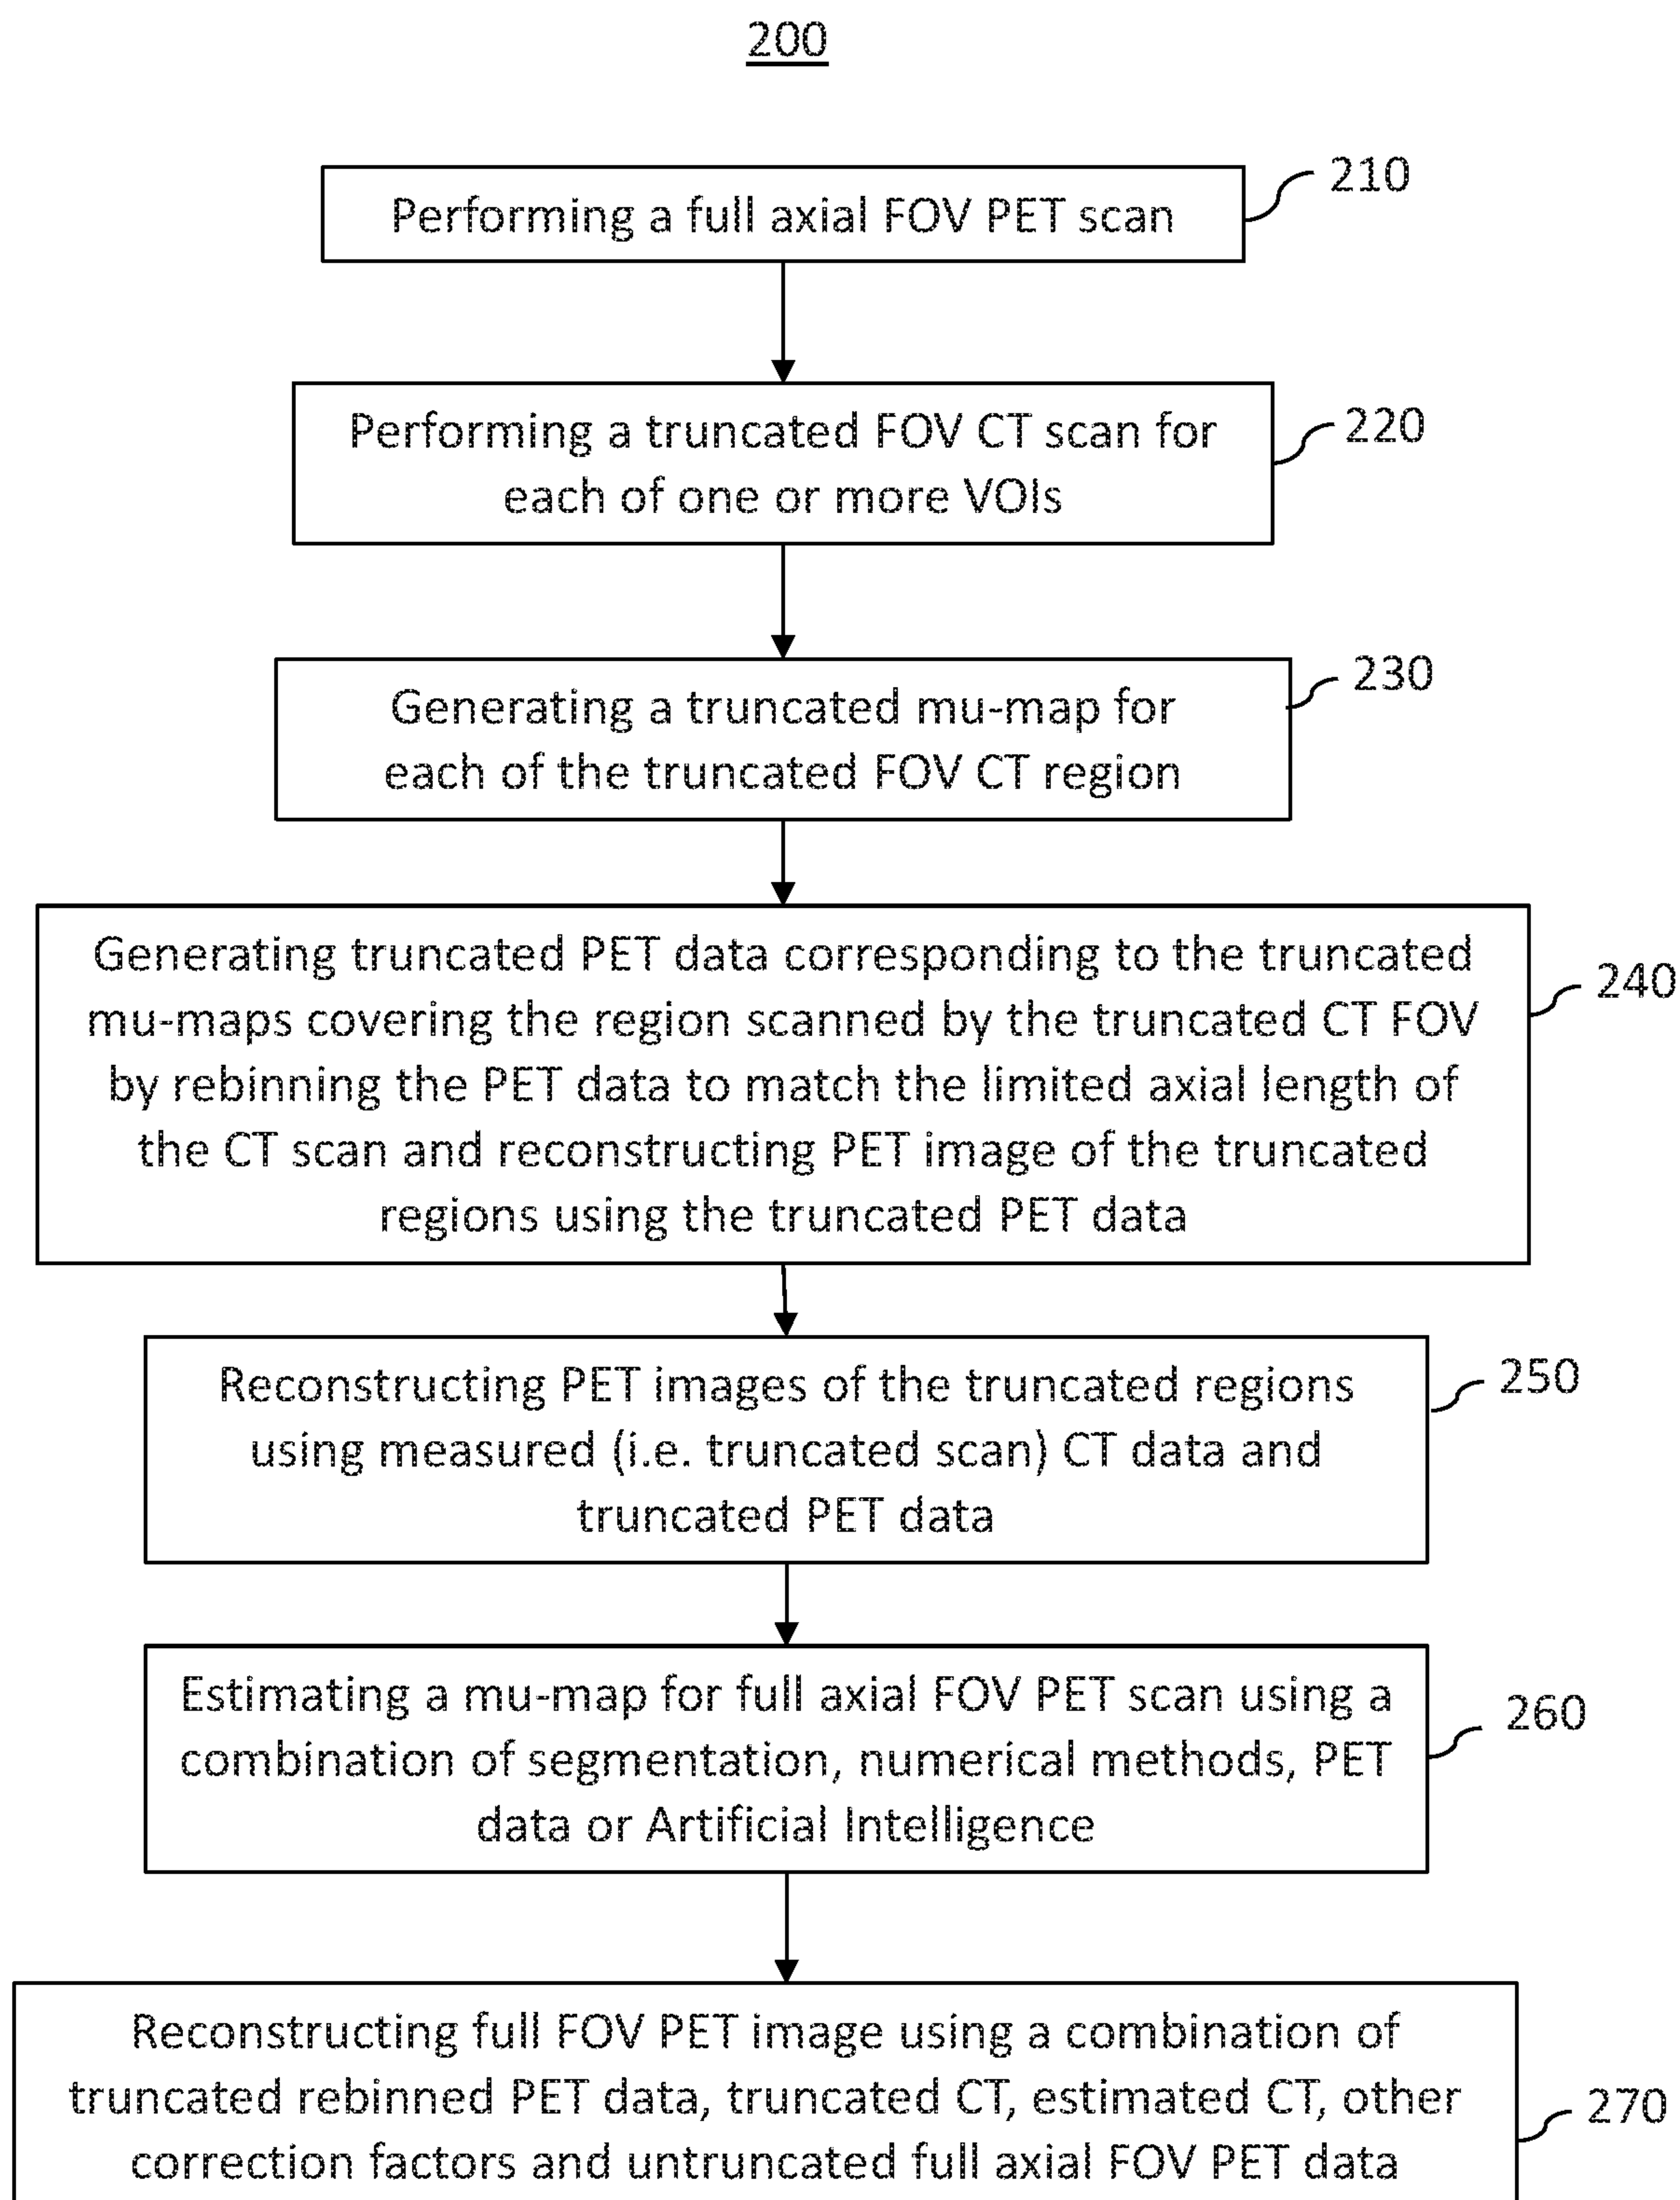 200
Performing a full axial FOV PET scan
210
Performing a truncated FOV CT scan for
each of one or more VOIs
220
Generating a truncated mu-map for
each of the truncated FOV CT region
230
Generating truncated PET data corresponding to the truncated
mu-maps covering the region scanned by the truncated CT FOV
by rebinning the PET data to match the limited axial length of
the CT scan and reconstructing PET image of the truncated
regions using the truncated PET data
240
Reconstructing PET images of the truncated regions
using measured (i.e. truncated scan) CT data and
truncated PET data
250
Estimating a mu-map for full axial FOV PET scan using a
combination of segmentation, numerical methods, PET
data or Artificial Intelligence
260
Reconstructing full FOV PET image using a combination of
truncated rebinned PET data, truncated CT, estimated CT, other
correction factors and untruncated full axial FOV PET data
270